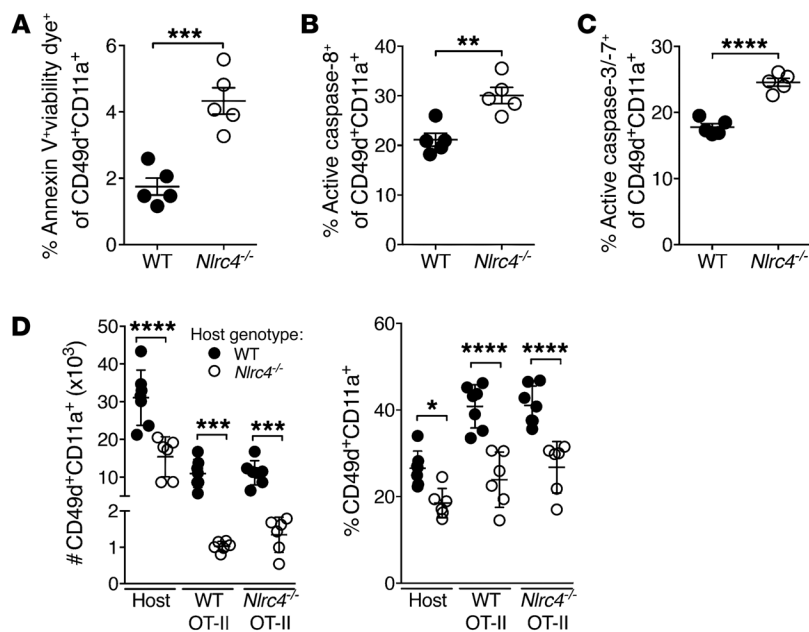 A
% Annexin V⁺viability dye⁺
of CD49d⁺CD11a⁺
6
4
2
0
***
WT
Nlrc4⁻/⁻
B
% Active caspase-8⁺
of CD49d⁺CD11a⁺
40
30
20
10
0
**
WT
Nlrc4⁻/⁻
C
% Active caspase-3/-7⁺
of CD49d⁺CD11a⁺
30
20
10
0
****
WT
Nlrc4⁻/⁻
D
# CD49d⁺CD11a⁺ (x10³)
50
40
30
20
10
2
1
0
****
***
***
Host genotype:
WT
Nlrc4⁻/⁻
Host
WT
OT-II
Nlrc4⁻/⁻
OT-II
% CD49d⁺CD11a⁺
60
40
20
0
*
****
****
Host
WT
OT-II
Nlrc4⁻/⁻
OT-II